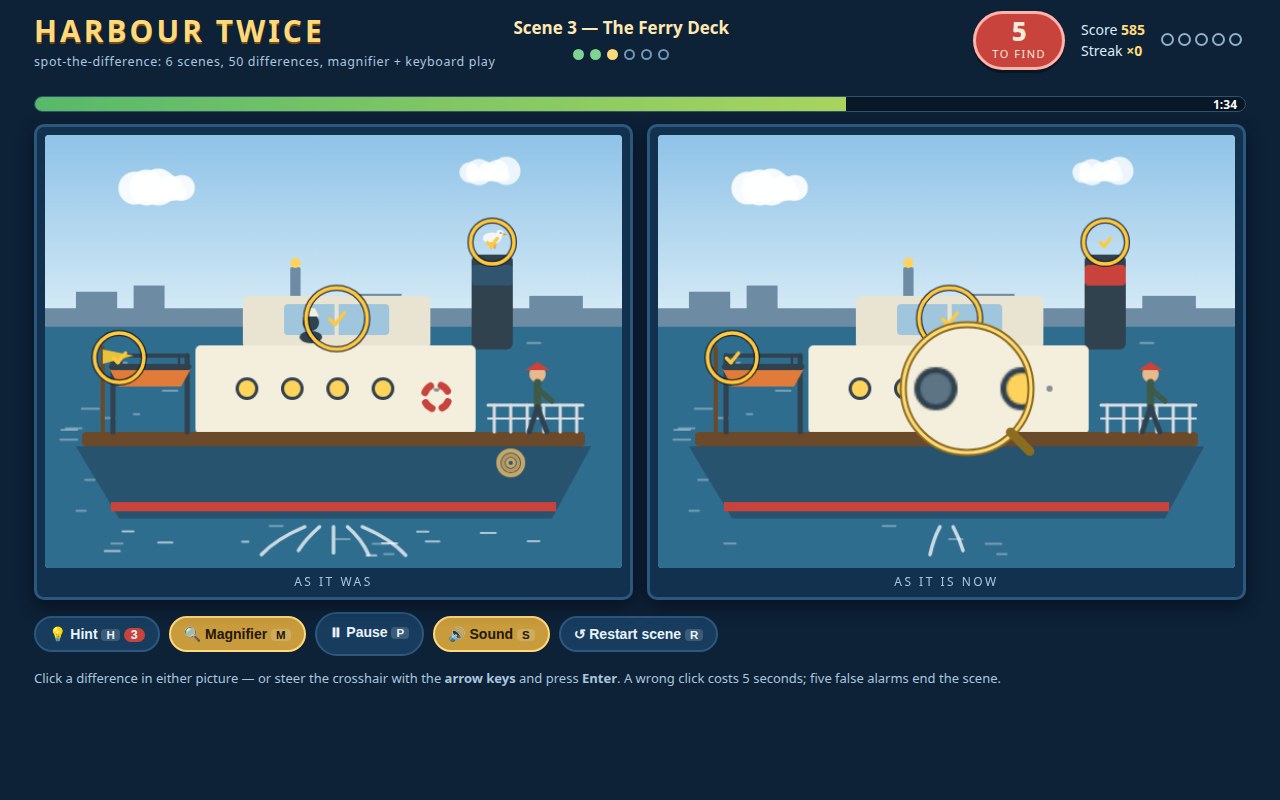 HARBOUR TWICE
spot-the-difference: 6 scenes, 50 differences, magnifier + keyboard play
Scene 3 — The Ferry Deck
5
TO FIND
Score 585
Streak ×0
1:34
AS IT WAS
AS IT IS NOW
Hint H 3
Magnifier M
Pause P
Sound S
Restart scene R
Click a difference in either picture — or steer the crosshair with the arrow keys and press Enter. A wrong click costs 5 seconds; five false alarms end the scene.